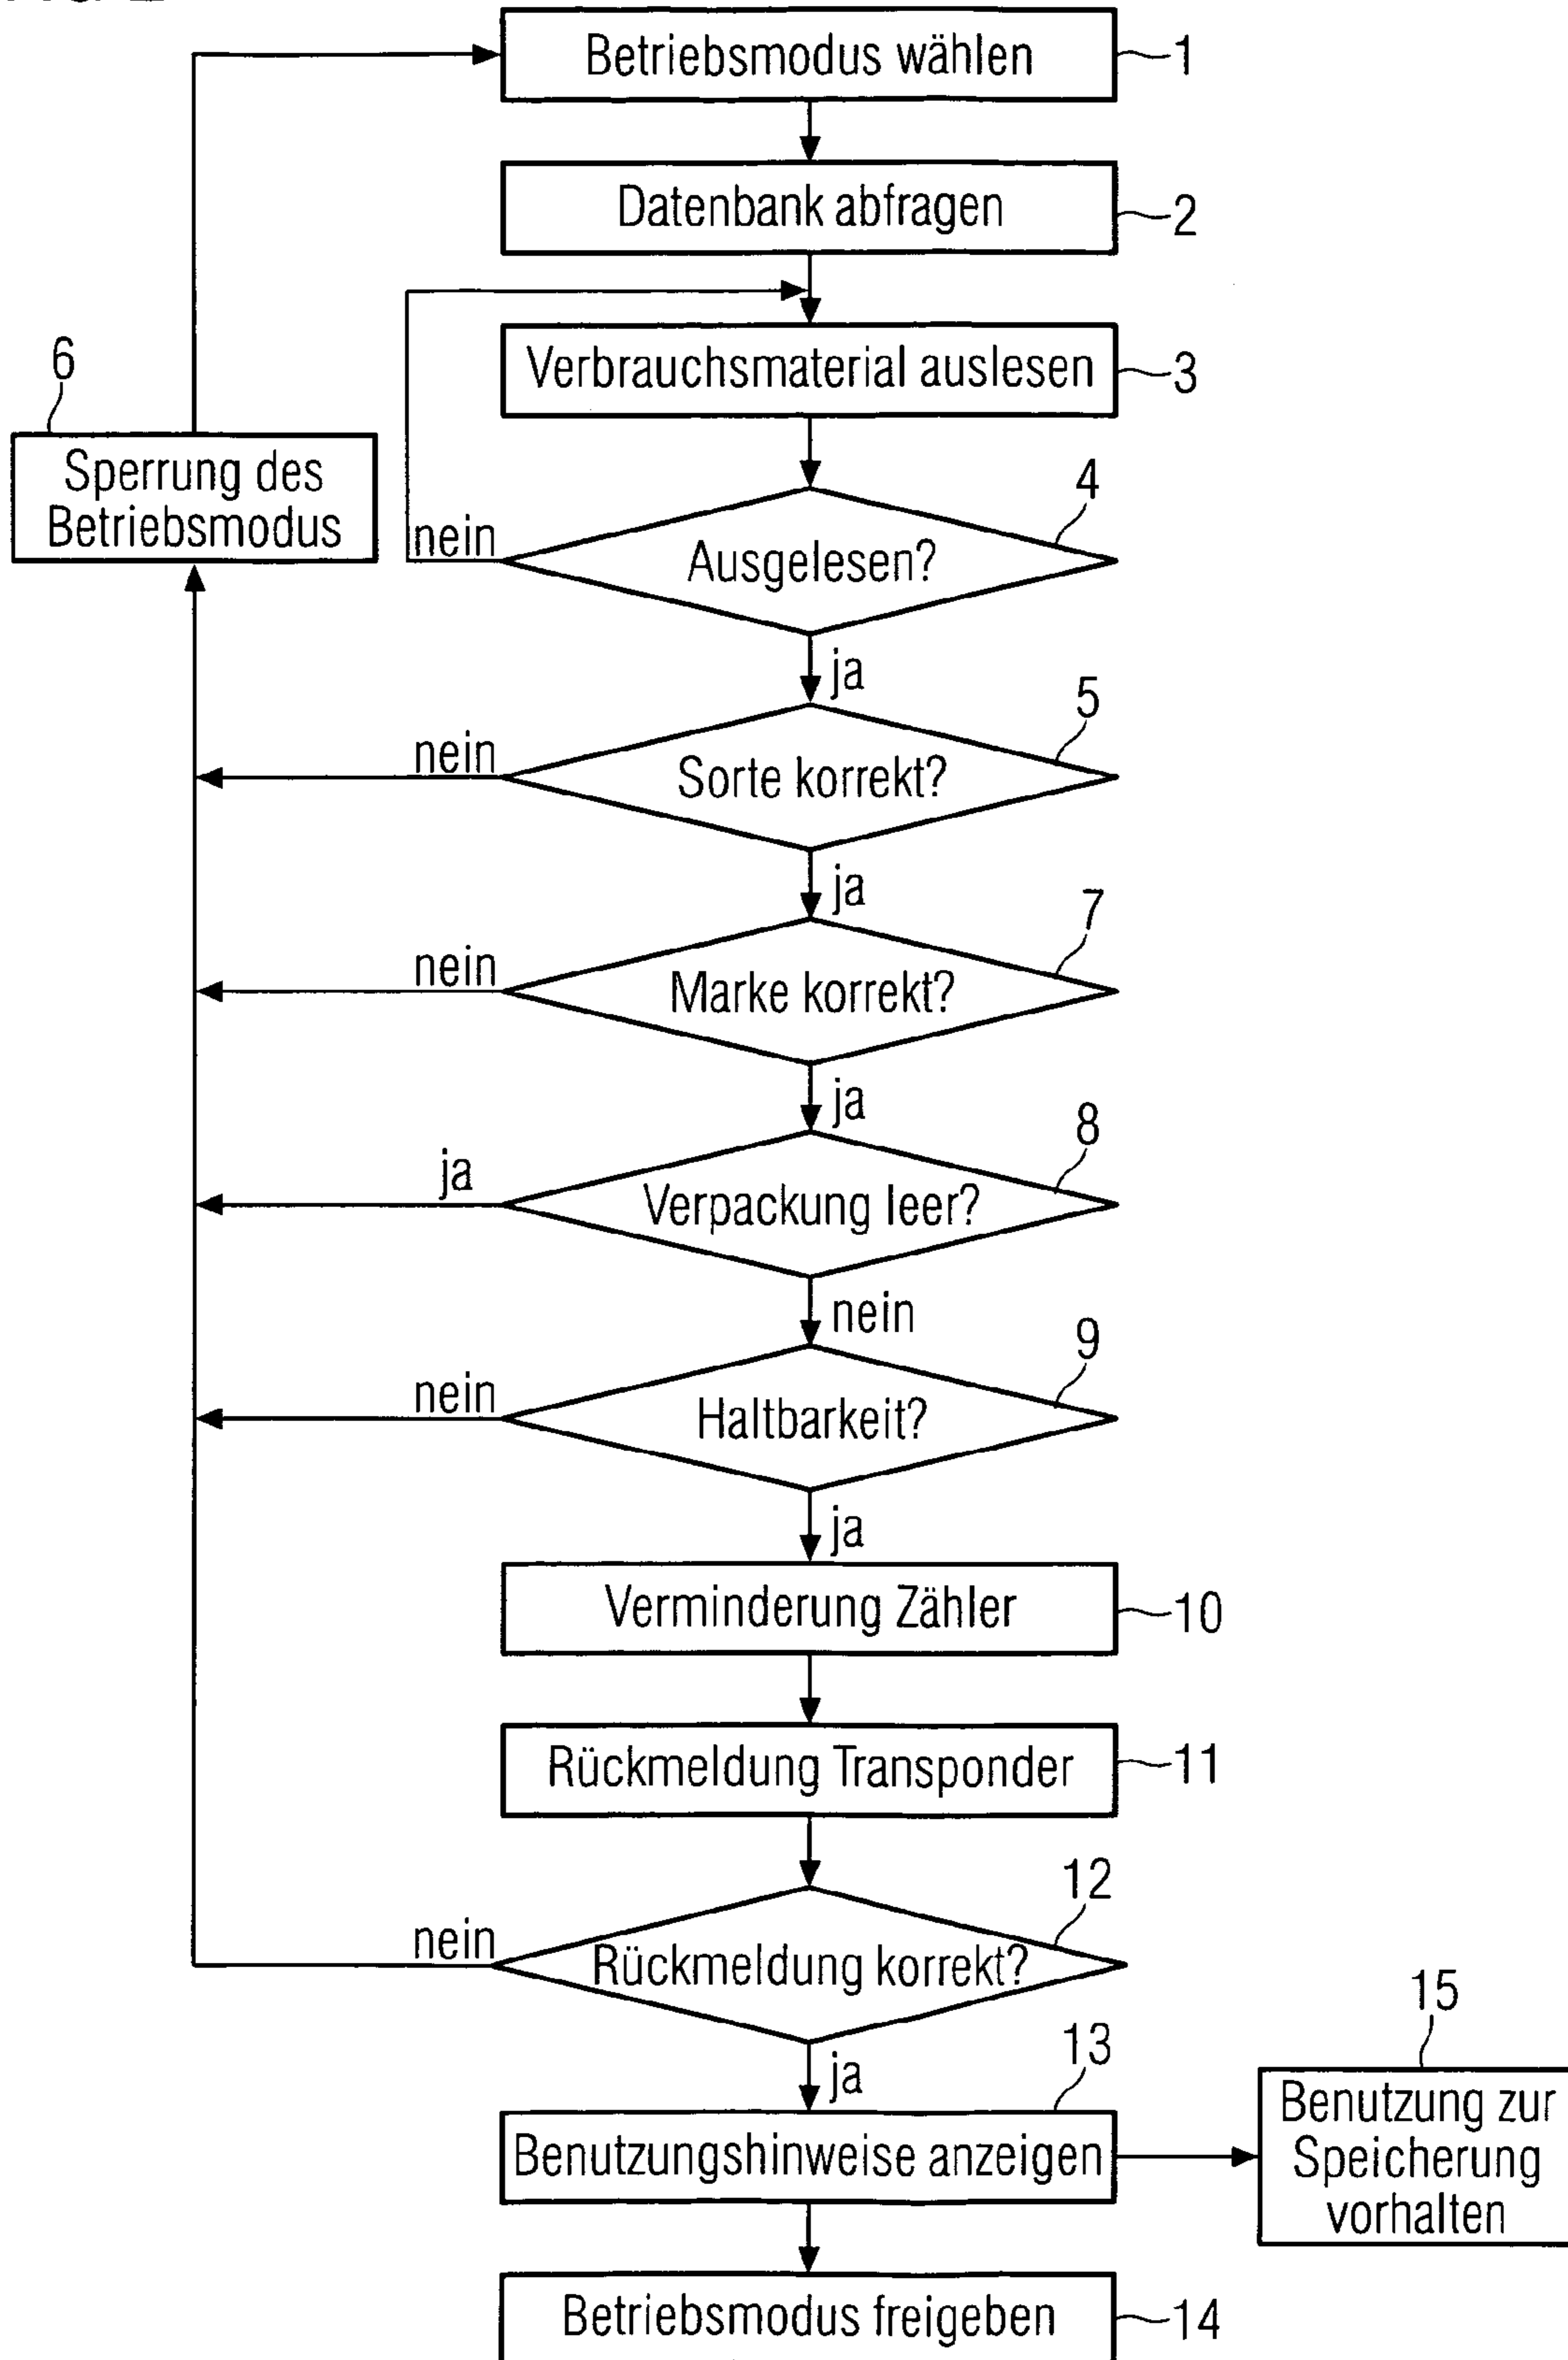 Betriebsmodus wählen
1
Datenbank abfragen
2
Verbrauchsmaterial auslesen
3
6
Sperrung des
Betriebsmodus
4
nein
Ausgelesen?
ja
5
nein
Sorte korrekt?
ja
7
nein
Marke korrekt?
ja
8
ja
Verpackung leer?
nein
9
nein
Haltbarkeit?
ja
Verminderung Zähler
10
Rückmeldung Transponder
11
12
nein
Rückmeldung korrekt?
ja
13
15
Benutzungshinweise anzeigen
Benutzung zur
Speicherung
vorhalten
Betriebsmodus freigeben
14